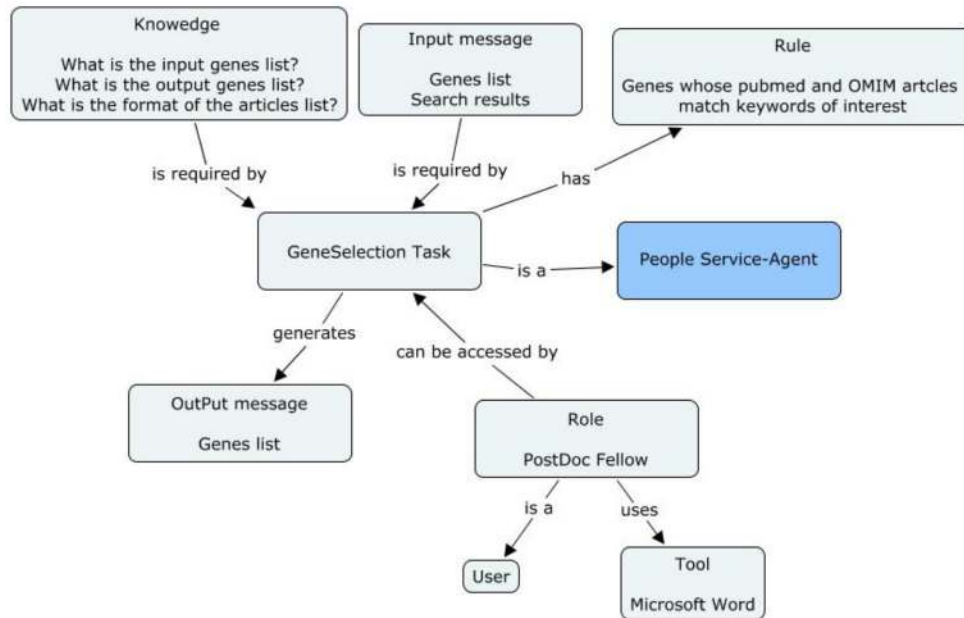 Knowedge
What is the input genes list?
What is the output genes list?
What is the format of the articles list?
Input message
Genes list
Search results
Rule
Genes whose pubmed and OMIM artcles
match keywords of interest
is required by
is required by
has
GeneSelection Task
is a
People Service-Agent
generates
can be accessed by
OutPut message
Genes list
Role
PostDoc Fellow
is a
uses
User
Tool
Microsoft Word